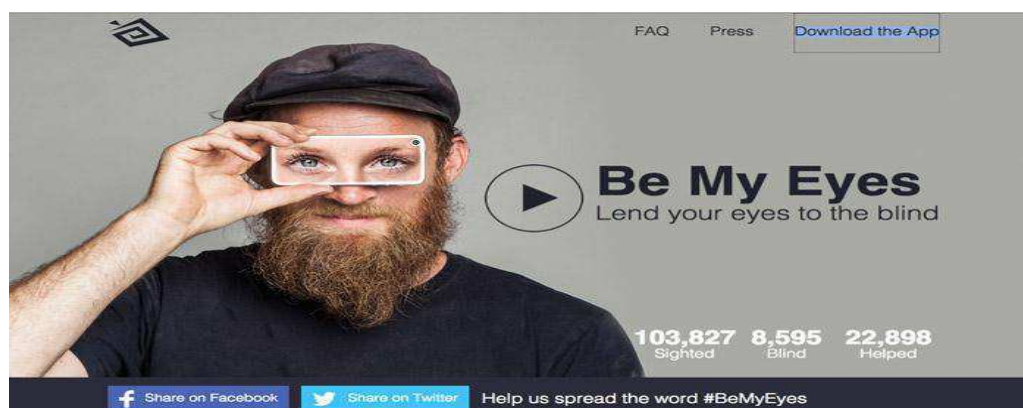 FAQ Press Download the App
Be My Eyes
Lend your eyes to the blind
103,827 8,595 22,898
Sighted Blind Helped
Share on Facebook Share on Twitter Help us spread the word #BeMyEyes